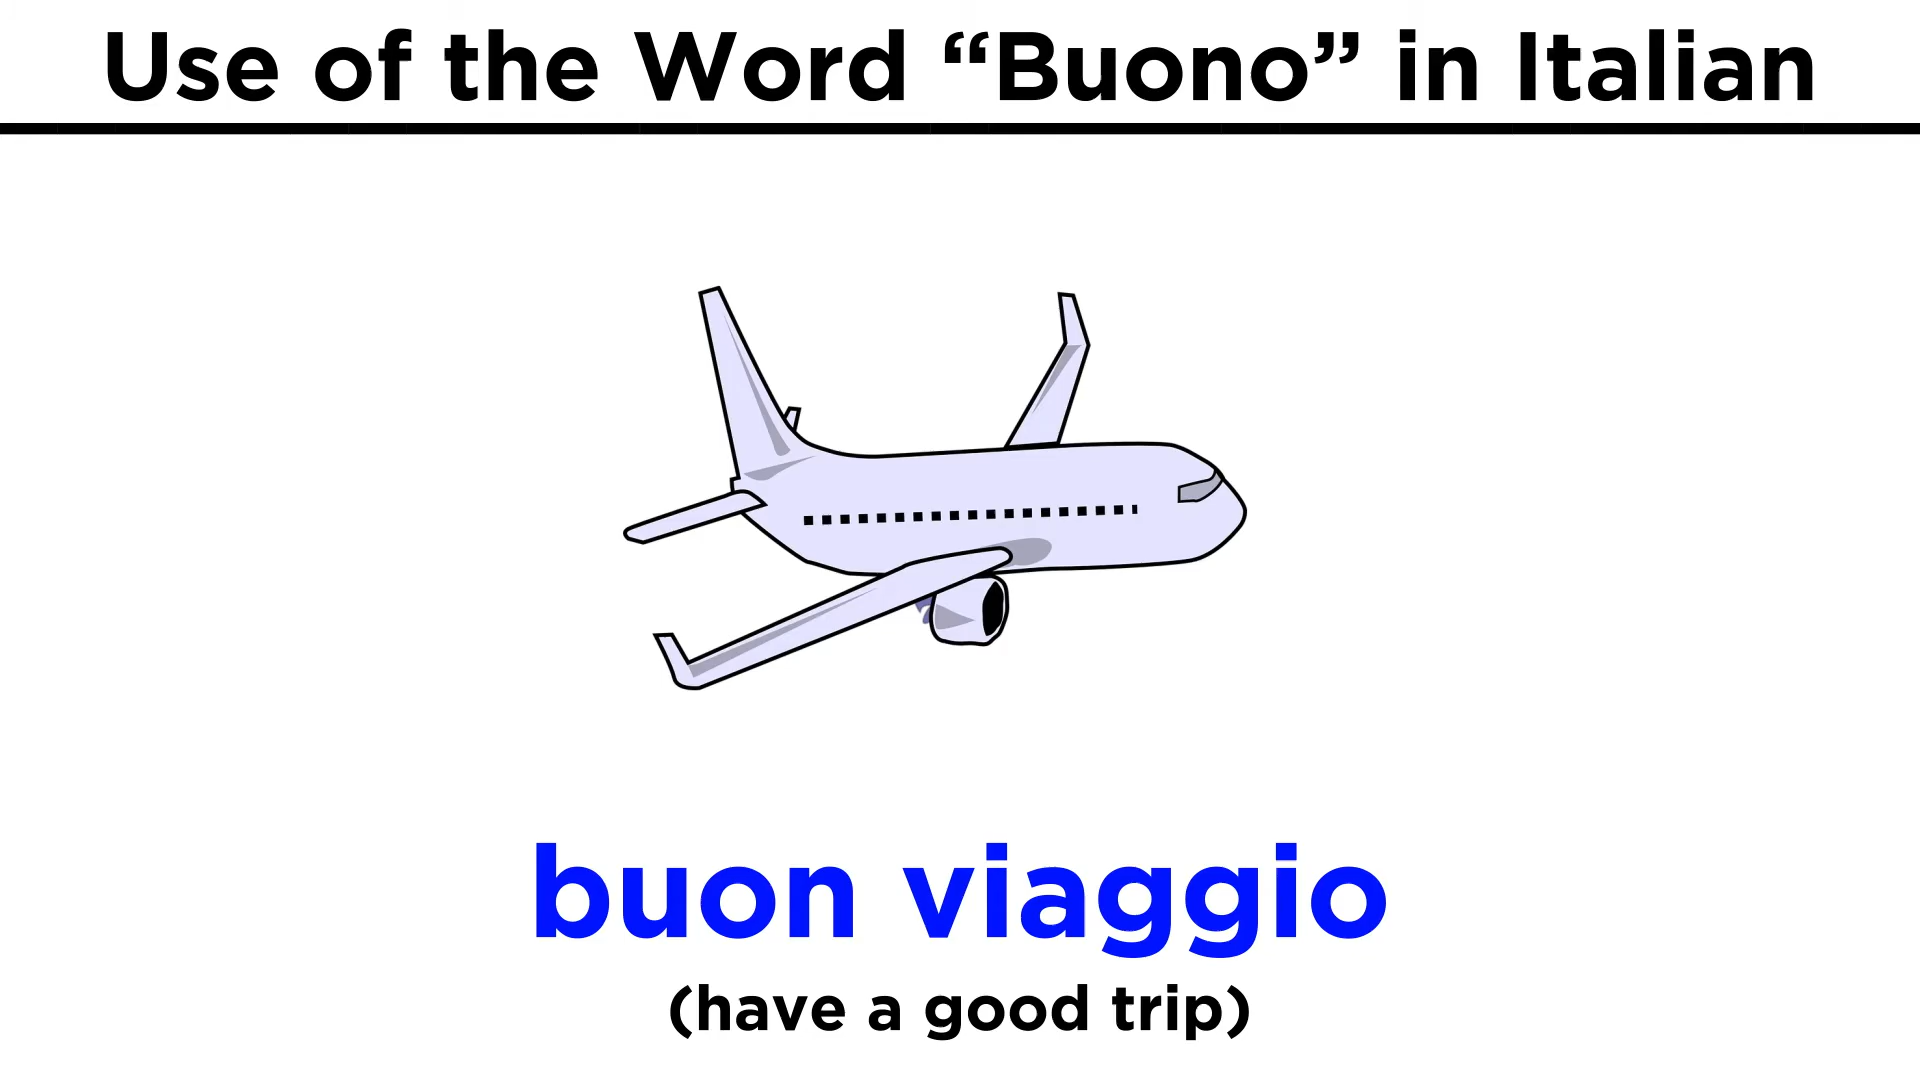 Use of the Word “Buono” in Italian
buon viaggio
(have a good trip)